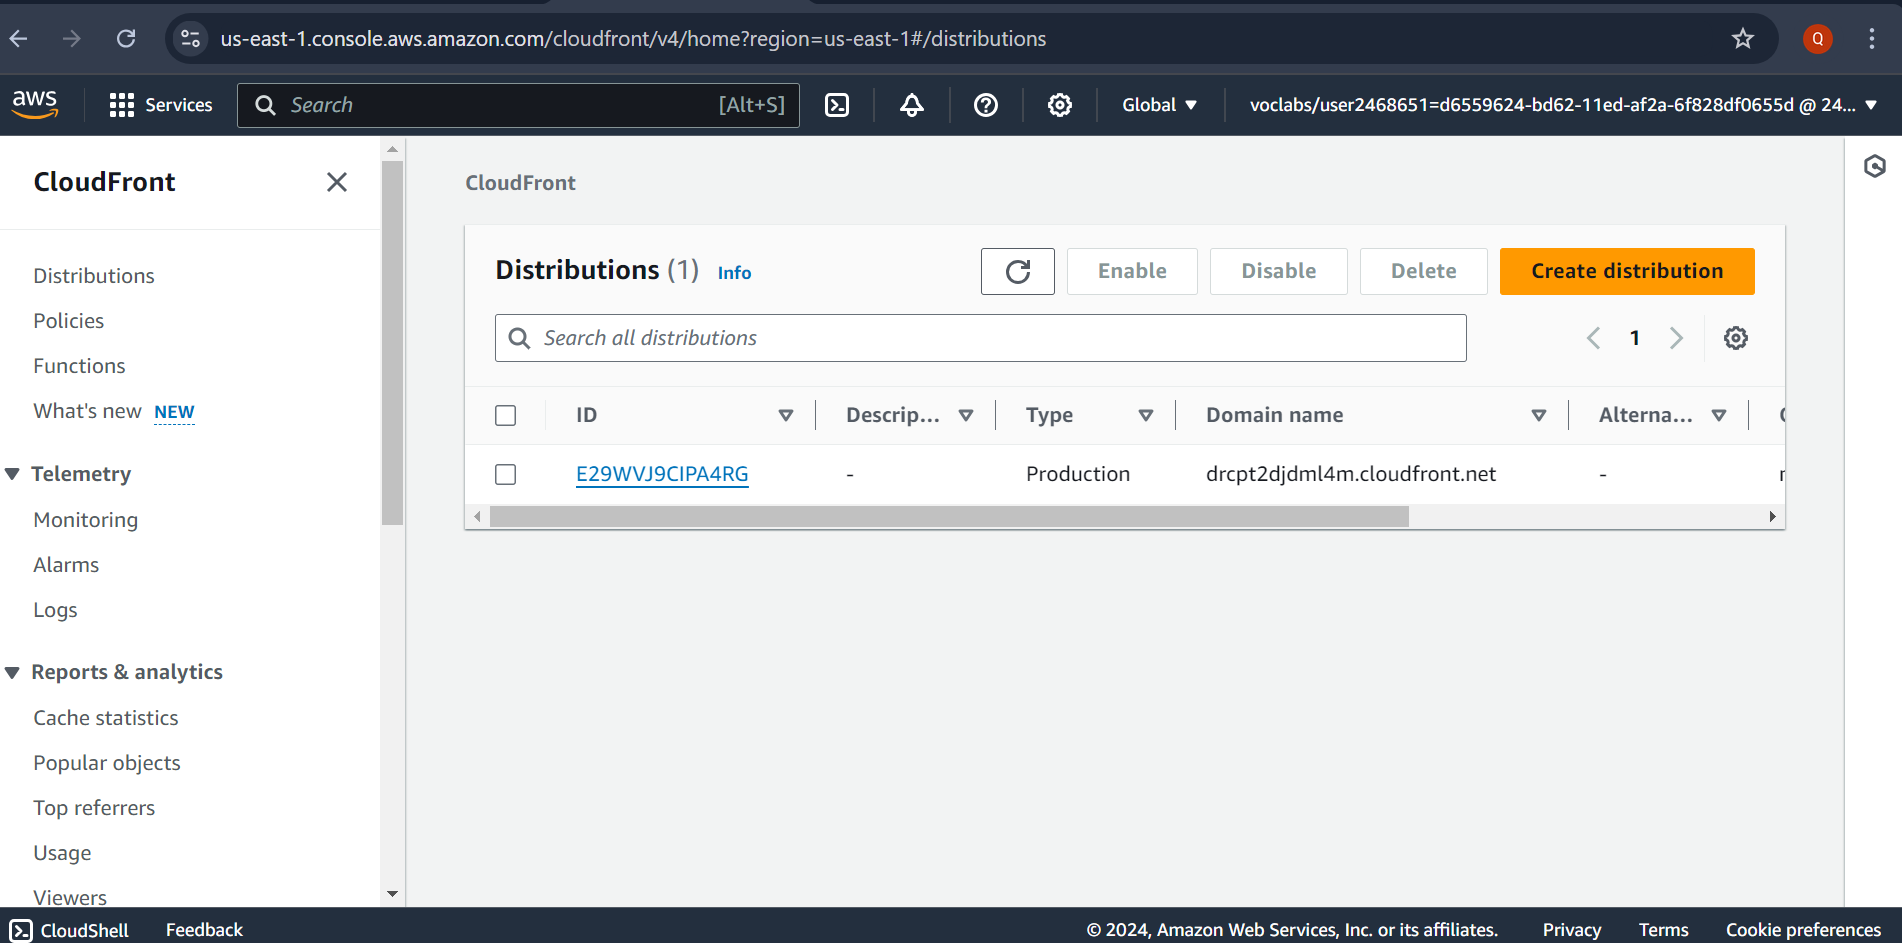 us-east-1.console.aws.amazon.com/cloudfront/v4/home?region=us-east-1#/distributions
Q
aws
Services
Search
[Alt+S]
Global
voclabs/user2468651=d6559624-bd62-11ed-af2a-6f828df0655d @ 24...
CloudFront
Distributions
Policies
Functions
What's new NEW
Telemetry
Monitoring
Alarms
Logs
Reports & analytics
Cache statistics
Popular objects
Top referrers
Usage
Viewers
CloudFront
Distributions (1) Info
Enable
Disable
Delete
Create distribution
Search all distributions
1
ID
Descrip...
Type
Domain name
Alterna...
E29WVJ9CIPA4RG
-
Production
drcpt2djdml4m.cloudfront.net
-
CloudShell
Feedback
© 2024, Amazon Web Services, Inc. or its affiliates.
Privacy
Terms
Cookie preferences